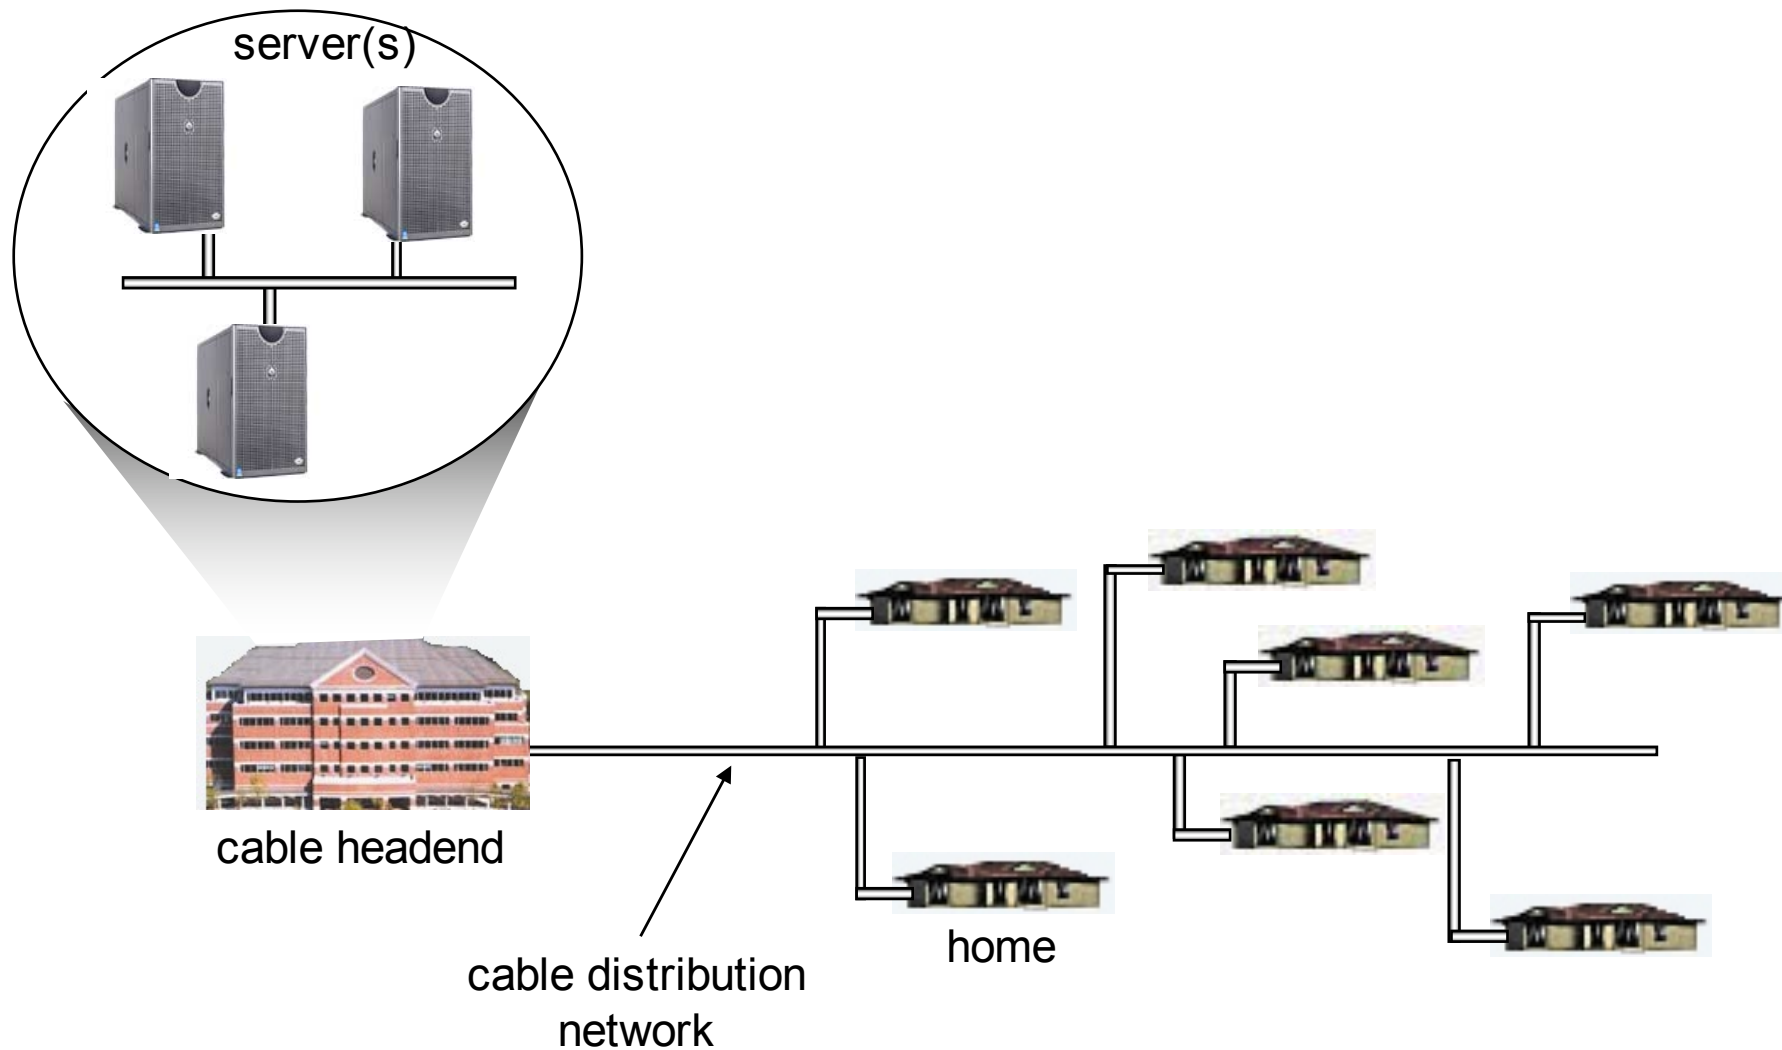 server(s)
cable headend
home
cable distribution
network